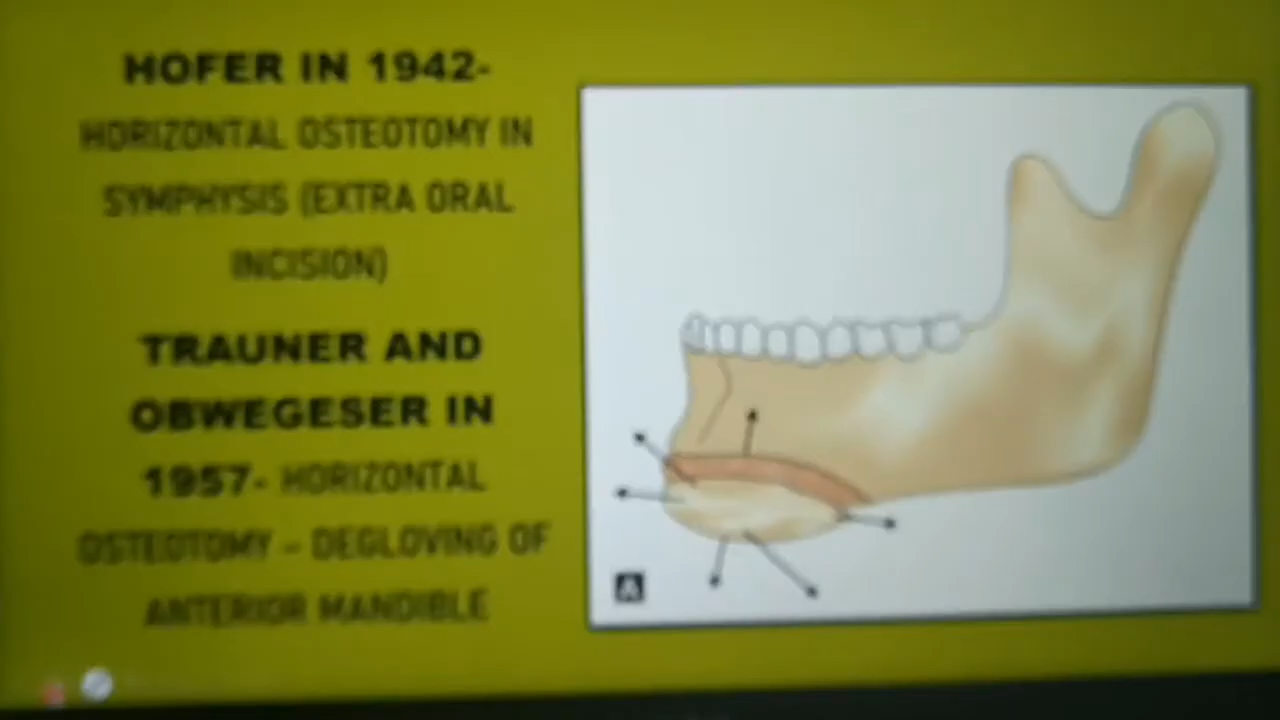 HOFER IN 1942-
HORIZONTAL OSTEOTOMY IN
SYMPHYSIS (EXTRA ORAL
INCISION)
TRAUNER AND
OBWEGESER IN
1957- HORIZONTAL
OSTEOTOMY - DEGLOVING OF
ANTERIOR MANDIBLE
A